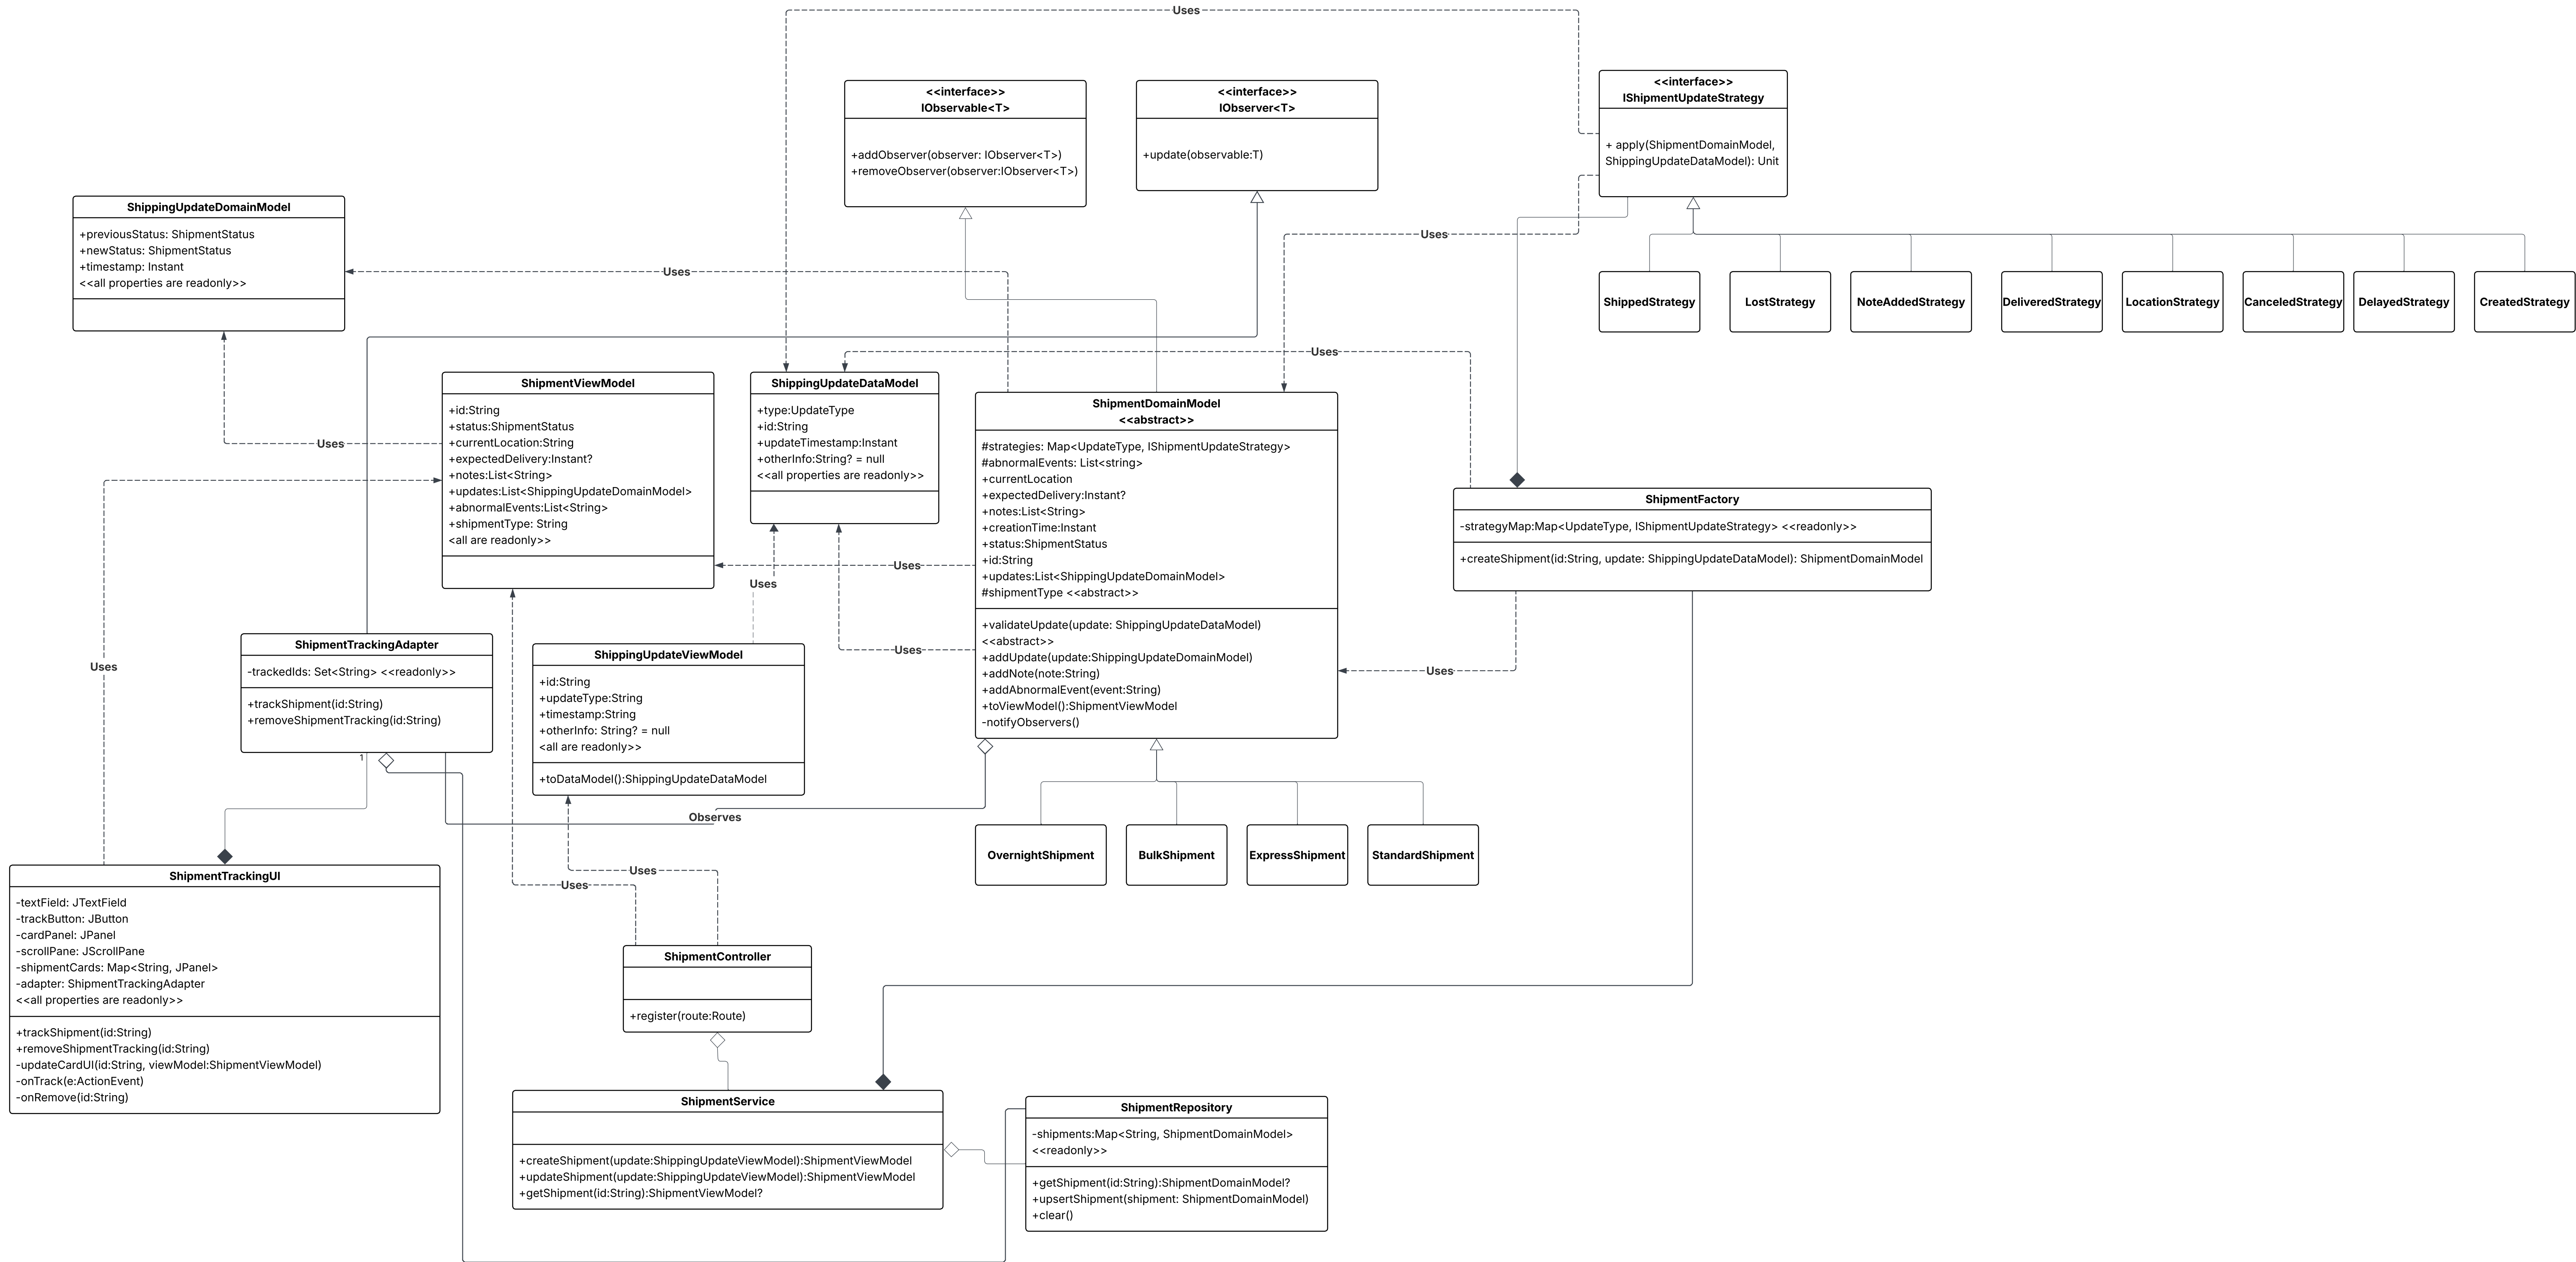 Uses
<<interface>>
IObservable<T>
+addObserver(observer: IObserver<T>)
+removeObserver(observer:IObserver<T>)
<<interface>>
IObserver<T>
+update(observable:T)
<<interface>>
IShipmentUpdateStrategy
+ apply(ShipmentDomainModel,
ShippingUpdateDataModel): Unit
ShippingUpdateDomainModel
+previousStatus: ShipmentStatus
+newStatus: ShipmentStatus
+timestamp: Instant
<<all properties are readonly>>
Uses
Uses
ShippedStrategy
LostStrategy
NoteAddedStrategy
DeliveredStrategy
LocationStrategy
CanceledStrategy
DelayedStrategy
CreatedStrategy
Uses
Uses
ShipmentViewModel
+id:String
+status:ShipmentStatus
+currentLocation:String
+expectedDelivery:Instant?
+notes:List<String>
+updates:List<ShippingUpdateDomainModel>
+abnormalEvents:List<String>
+shipmentType: String
<all are readonly>>
ShippingUpdateDataModel
+type:UpdateType
+id:String
+updateTimestamp:Instant
+otherInfo:String? = null
<<all properties are readonly>>
ShipmentDomainModel
<<abstract>>
#strategies: Map<UpdateType, IShipmentUpdateStrategy>
#abnormalEvents: List<string>
+currentLocation
+expectedDelivery:Instant?
+notes:List<String>
+creationTime:Instant
+status:ShipmentStatus
+id:String
+updates:List<ShippingUpdateDomainModel>
#shipmentType <<abstract>>
+validateUpdate(update: ShippingUpdateDataModel)
<<abstract>>
+addUpdate(update:ShippingUpdateDomainModel)
+addNote(note:String)
+addAbnormalEvent(event:String)
+toViewModel():ShipmentViewModel
-notifyObservers()
ShipmentFactory
-strategyMap:Map<UpdateType, IShipmentUpdateStrategy> <<readonly>>
+createShipment(id:String, update: ShippingUpdateDataModel): ShipmentDomainModel
Uses
Uses
Uses
Uses
Uses
ShipmentTrackingAdapter
-trackedIds: Set<String> <<readonly>>
+trackShipment(id:String)
+removeShipmentTracking(id:String)
1
ShippingUpdateViewModel
+id:String
+updateType:String
+timestamp:String
+otherInfo: String? = null
<all are readonly>>
+toDataModel():ShippingUpdateDataModel
Observes
OvernightShipment
BulkShipment
ExpressShipment
StandardShipment
Uses
Uses
ShipmentTrackingUI
-textField: JTextField
-trackButton: JButton
-cardPanel: JPanel
-scrollPane: JScrollPane
-shipmentCards: Map<String, JPanel>
-adapter: ShipmentTrackingAdapter
<<all properties are readonly>>
+trackShipment(id:String)
+removeShipmentTracking(id:String)
-updateCardUI(id:String, viewModel:ShipmentViewModel)
-onTrack(e:ActionEvent)
-onRemove(id:String)
ShipmentController
+register(route:Route)
ShipmentService
+createShipment(update:ShippingUpdateViewModel):ShipmentViewModel
+updateShipment(update:ShippingUpdateViewModel):ShipmentViewModel
+getShipment(id:String):ShipmentViewModel?
ShipmentRepository
-shipments:Map<String, ShipmentDomainModel>
<<readonly>>
+getShipment(id:String):ShipmentDomainModel?
+upsertShipment(shipment: ShipmentDomainModel)
+clear()